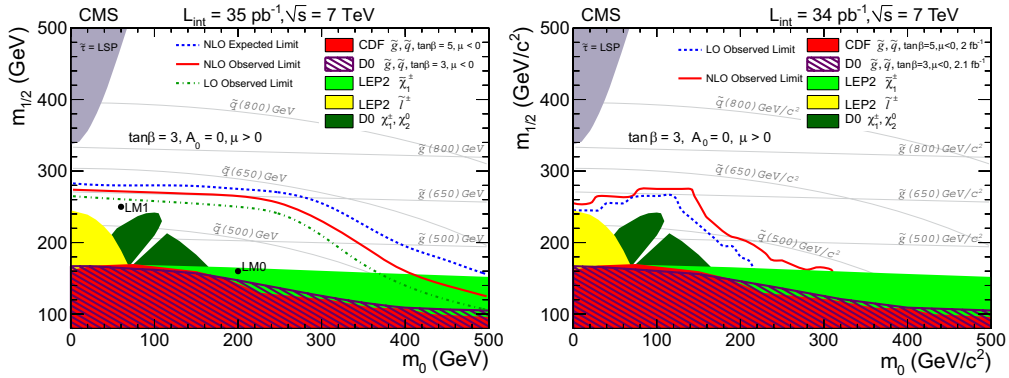 CMS L_int = 35 pb⁻¹, √s = 7 TeV
τ̃ = LSP
NLO Expected Limit
NLO Observed Limit
LO Observed Limit
CDF g̃, q̃, tanβ = 5, μ < 0
D0 g̃, q̃, tanβ = 3, μ < 0
LEP2 χ̃₁±
LEP2 l̃±
D0 χ₁±, χ₂⁰
tanβ = 3, A₀ = 0, μ > 0
q̃(800)GeV
g̃(800)GeV
q̃(650)GeV
g̃(650)GeV
q̃(500)GeV
g̃(500)GeV
LM1
LM0
m₁/₂ (GeV)
500
400
300
200
100
0 100 200 300 400 500
m₀ (GeV)
CMS L_int = 34 pb⁻¹, √s = 7 TeV
τ̃ = LSP
LO Observed Limit
NLO Observed Limit
CDF g̃, q̃, tanβ=5, μ<0, 2 fb⁻¹
D0 g̃, q̃, tanβ=3, μ<0, 2.1 fb⁻¹
LEP2 χ̃₁±
LEP2 l̃±
D0 χ₁±, χ₂⁰
tanβ = 3, A₀ = 0, μ > 0
q̃(800)GeV/c²
g̃(800)GeV/c²
q̃(650)GeV/c²
g̃(650)GeV/c²
q̃(500)GeV/c²
g̃(500)GeV/c²
m₁/₂ (GeV/c²)
500
400
300
200
100
0 100 200 300 400 500
m₀ (GeV/c²)